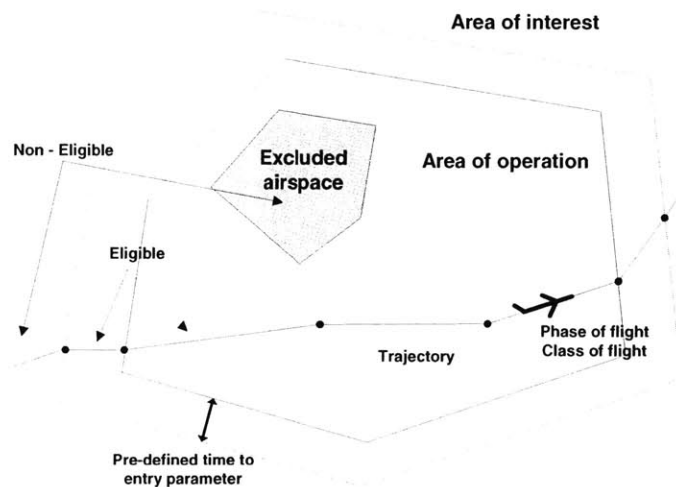 Area of interest
Non - Eligible
Excluded
airspace
Area of operation
Eligible
Phase of flight
Class of flight
Trajectory
Pre-defined time to
entry parameter